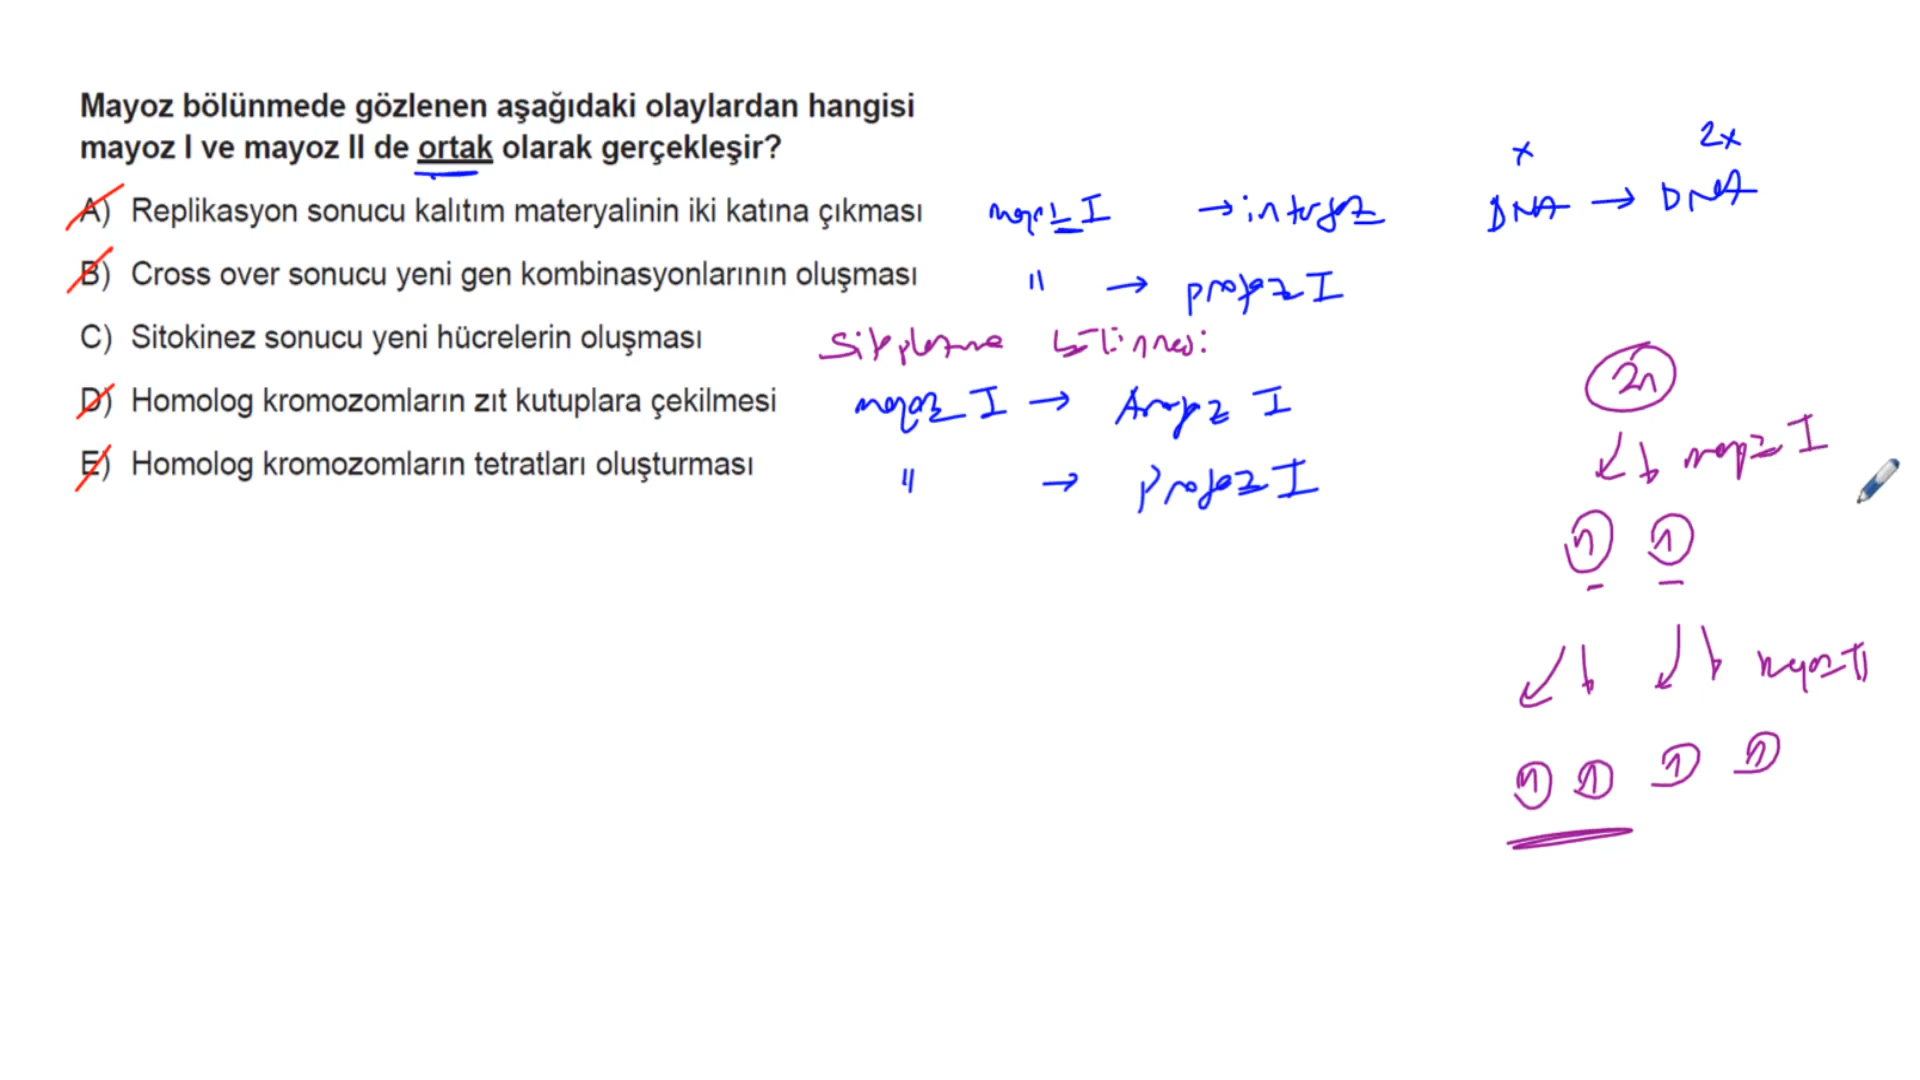 Mayoz bölünmede gözlenen aşağıdaki olaylardan hangisi
mayoz I ve mayoz II de ortak olarak gerçekleşir?
A) Replikasyon sonucu kalıtım materyalinin iki katına çıkması
mayoz I → interfaz
x 2x
DNA → DNA
B) Cross over sonucu yeni gen kombinasyonlarının oluşması
" → profaz I
C) Sitokinez sonucu yeni hücrelerin oluşması
Sitoplazma bölünmesi
D) Homolog kromozomların zıt kutuplara çekilmesi
mayoz I → Anafaz I
E) Homolog kromozomların tetratları oluşturması
" → Profaz I
2n
mayoz I
n n
mayoz II
n n n n